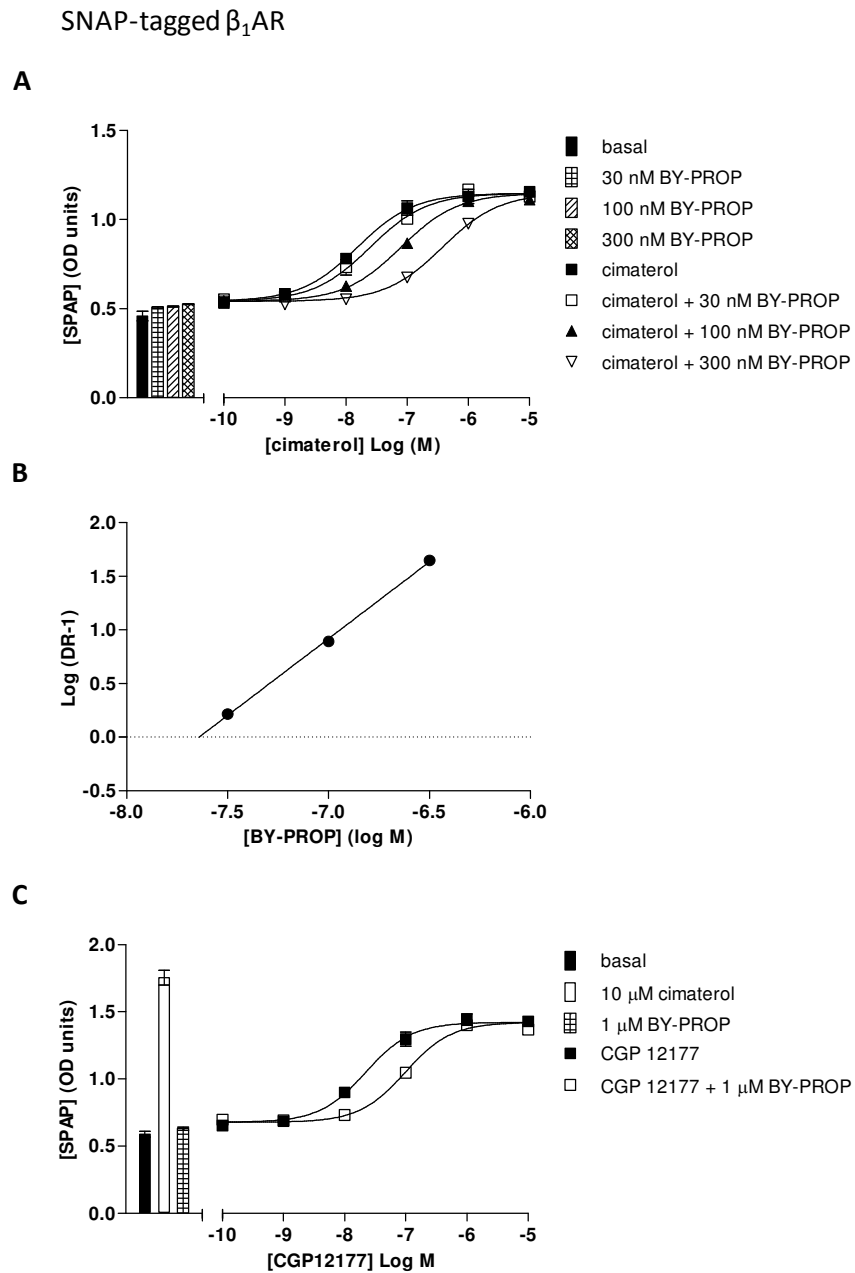 SNAP-tagged β₁AR
A
1.5
1.0
0.5
0.0
[SPAP] (OD units)
-10 -9 -8 -7 -6 -5
[cimaterol] Log (M)
basal
30 nM BY-PROP
100 nM BY-PROP
300 nM BY-PROP
cimaterol
cimaterol + 30 nM BY-PROP
cimaterol + 100 nM BY-PROP
cimaterol + 300 nM BY-PROP
B
2.0
1.5
1.0
0.5
0.0
-0.5
Log (DR-1)
-8.0 -7.5 -7.0 -6.5 -6.0
[BY-PROP] (log M)
C
2.0
1.5
1.0
0.5
0.0
[SPAP] (OD units)
-10 -9 -8 -7 -6 -5
[CGP12177] Log M
basal
10 μM cimaterol
1 μM BY-PROP
CGP 12177
CGP 12177 + 1 μM BY-PROP